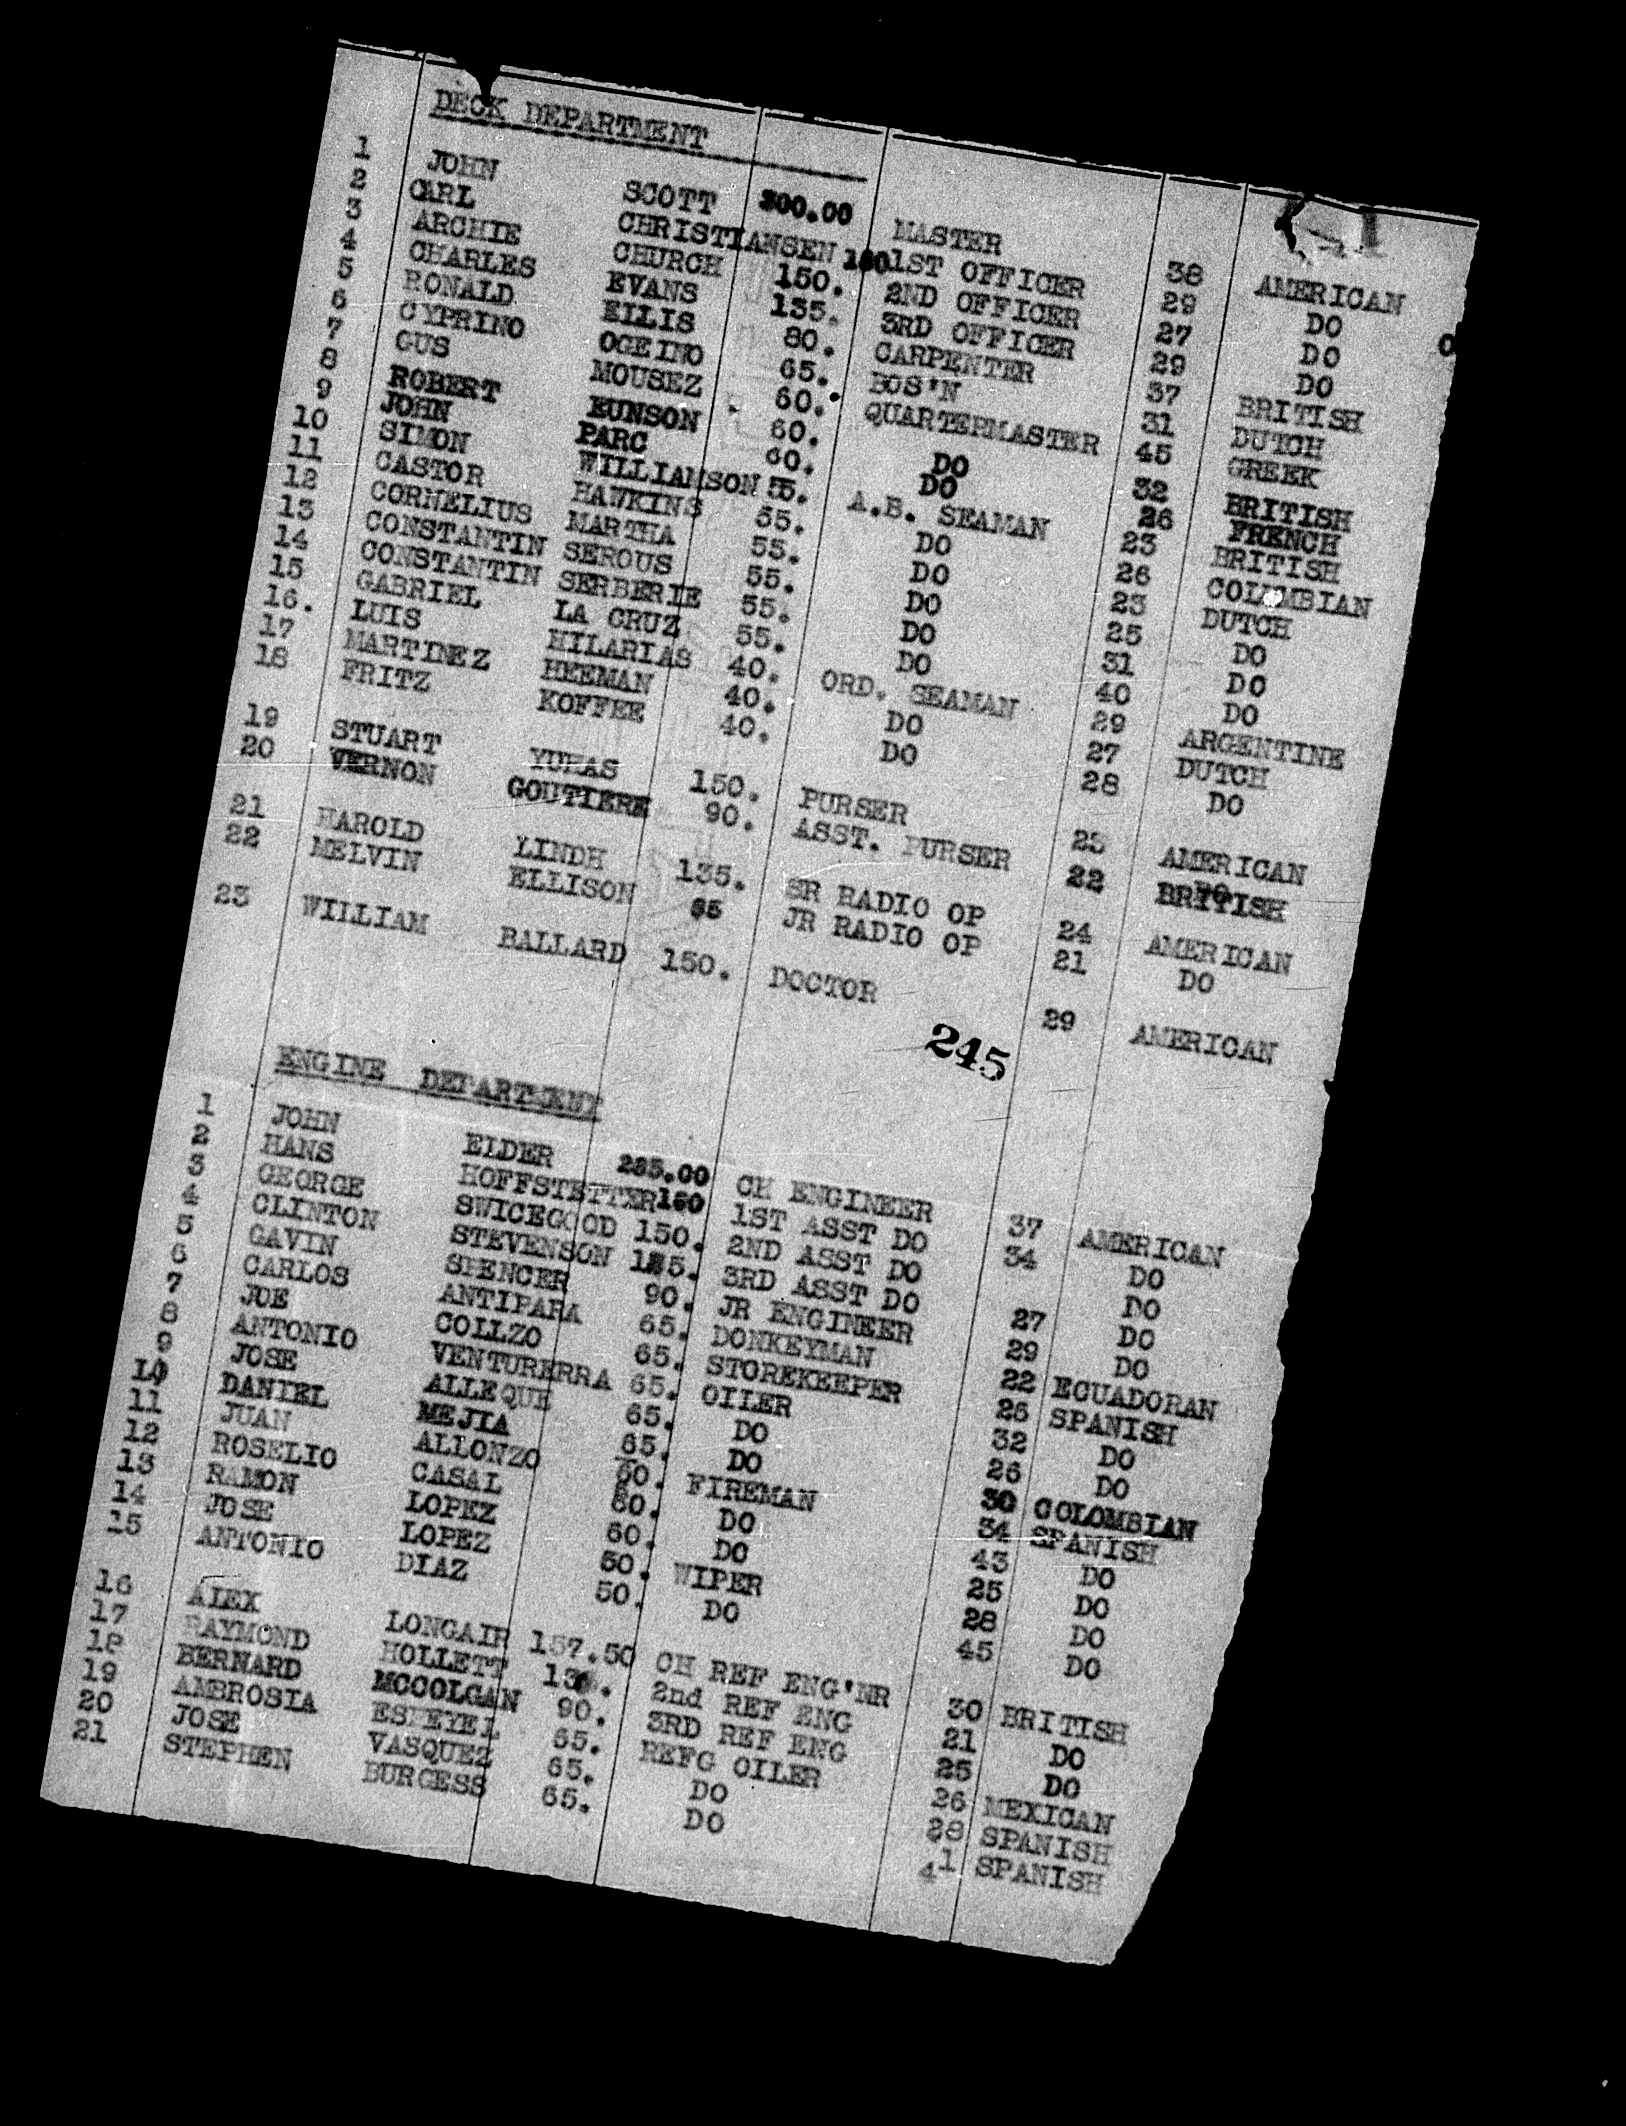 DECK DEPARTMENT
1 JOHN SCOTT 300.00 MASTER 38 AMERICAN
2 CARL CHRISTIANSEN 180 1ST OFFICER 29 DO
3 ARCHIE CHURCH 150. 2ND OFFICER 27 DO
4 CHARLES EVANS 135. 3RD OFFICER 29 DO
5 RONALD EILIS 80. CARPENTER 37 BRITISH
6 CYPRINO OGEINO 65. BOS'N 31 DUTCH
7 GUS MOUSEZ 60. QUARTERMASTER 45 GREEK
8 ROBERT EUNSON 60. DO 32 BRITISH
9 JOHN PARC 60. DO 26 FRENCH
10 SIMON WILLIAMSON 55. A.B. SEAMAN 23 BRITISH
11 CASTOR HAWKINS 55. DO 26 COLOMBIAN
12 CORNELIUS MARTHA 55. DO 23 DUTCH
13 CONSTANTIN SEROUS 55. DO 25 DO
14 CONSTANTIN SERBERIE 55. DO 31 DO
15 GABRIEL LA CRUZ 55. DO 40 DO
16. LUIS HILARIAS 40. ORD. SEAMAN 29 ARGENTINE
17 MARTINEZ HEEMAN 40. DO 27 DUTCH
18 FRITZ KOFFEE 40. DO 28 DO
19 STUART YUHAS 150. PURSER 23 AMERICAN
20 VERNON GOUTIERE 90. ASST. PURSER 22 BRITISH
21 HAROLD LINDH 135. SR RADIO OP 24 AMERICAN
22 MELVIN ELLISON 65 JR RADIO OP 21 DO
23 WILLIAM BALLARD 150. DOCTOR 29 AMERICAN
245
ENGINE DEPARTMENT
1 JOHN ELDER 235.00 CH ENGINEER 37 AMERICAN
2 HANS HOFFSTETTER 160 1ST ASST DO 34 DO
3 GEORGE SWICEGOOD 150. 2ND ASST DO DO
4 CLINTON STEVENSON 135. 3RD ASST DO 27 DO
5 GAVIN SPENCER 90. JR ENGINEER 29 DO
6 CARLOS ANTIPARA 65. DONKEYMAN 22 ECUADORAN
7 JOE COLLZO 65. STOREKEEPER 26 SPANISH
8 ANTONIO VENTURERRA 65. OILER 32 DO
9 JOSE ALLEQUE 65. DO 26 DO
10 DANIEL MEJIA 65. DO 30 COLOMBIAN
11 JUAN ALLONZO 60. FIREMAN 34 SPANISH
12 ROSELIO CASAL 60. DO 43 DO
13 RAMON LOPEZ 60. DO 25 DO
14 JOSE LOPEZ 50. WIPER 28 DO
15 ANTONIO DIAZ 50. DO 45 DO
16 ALEX LONGAIR 157.50 CH REF ENG'NR 30 BRITISH
17 RAYMOND HOLLETT 2nd REF ENG 21 DO
18 BERNARD MCCOLGAN 90. 3RD REF ENG 25 DO
19 AMBROSIA ESPEYEL 65. REFG OILER 26 MEXICAN
20 JOSE VASQUEZ 65. DO 28 SPANISH
21 STEPHEN BURGESS 65. DO 41 SPANISH